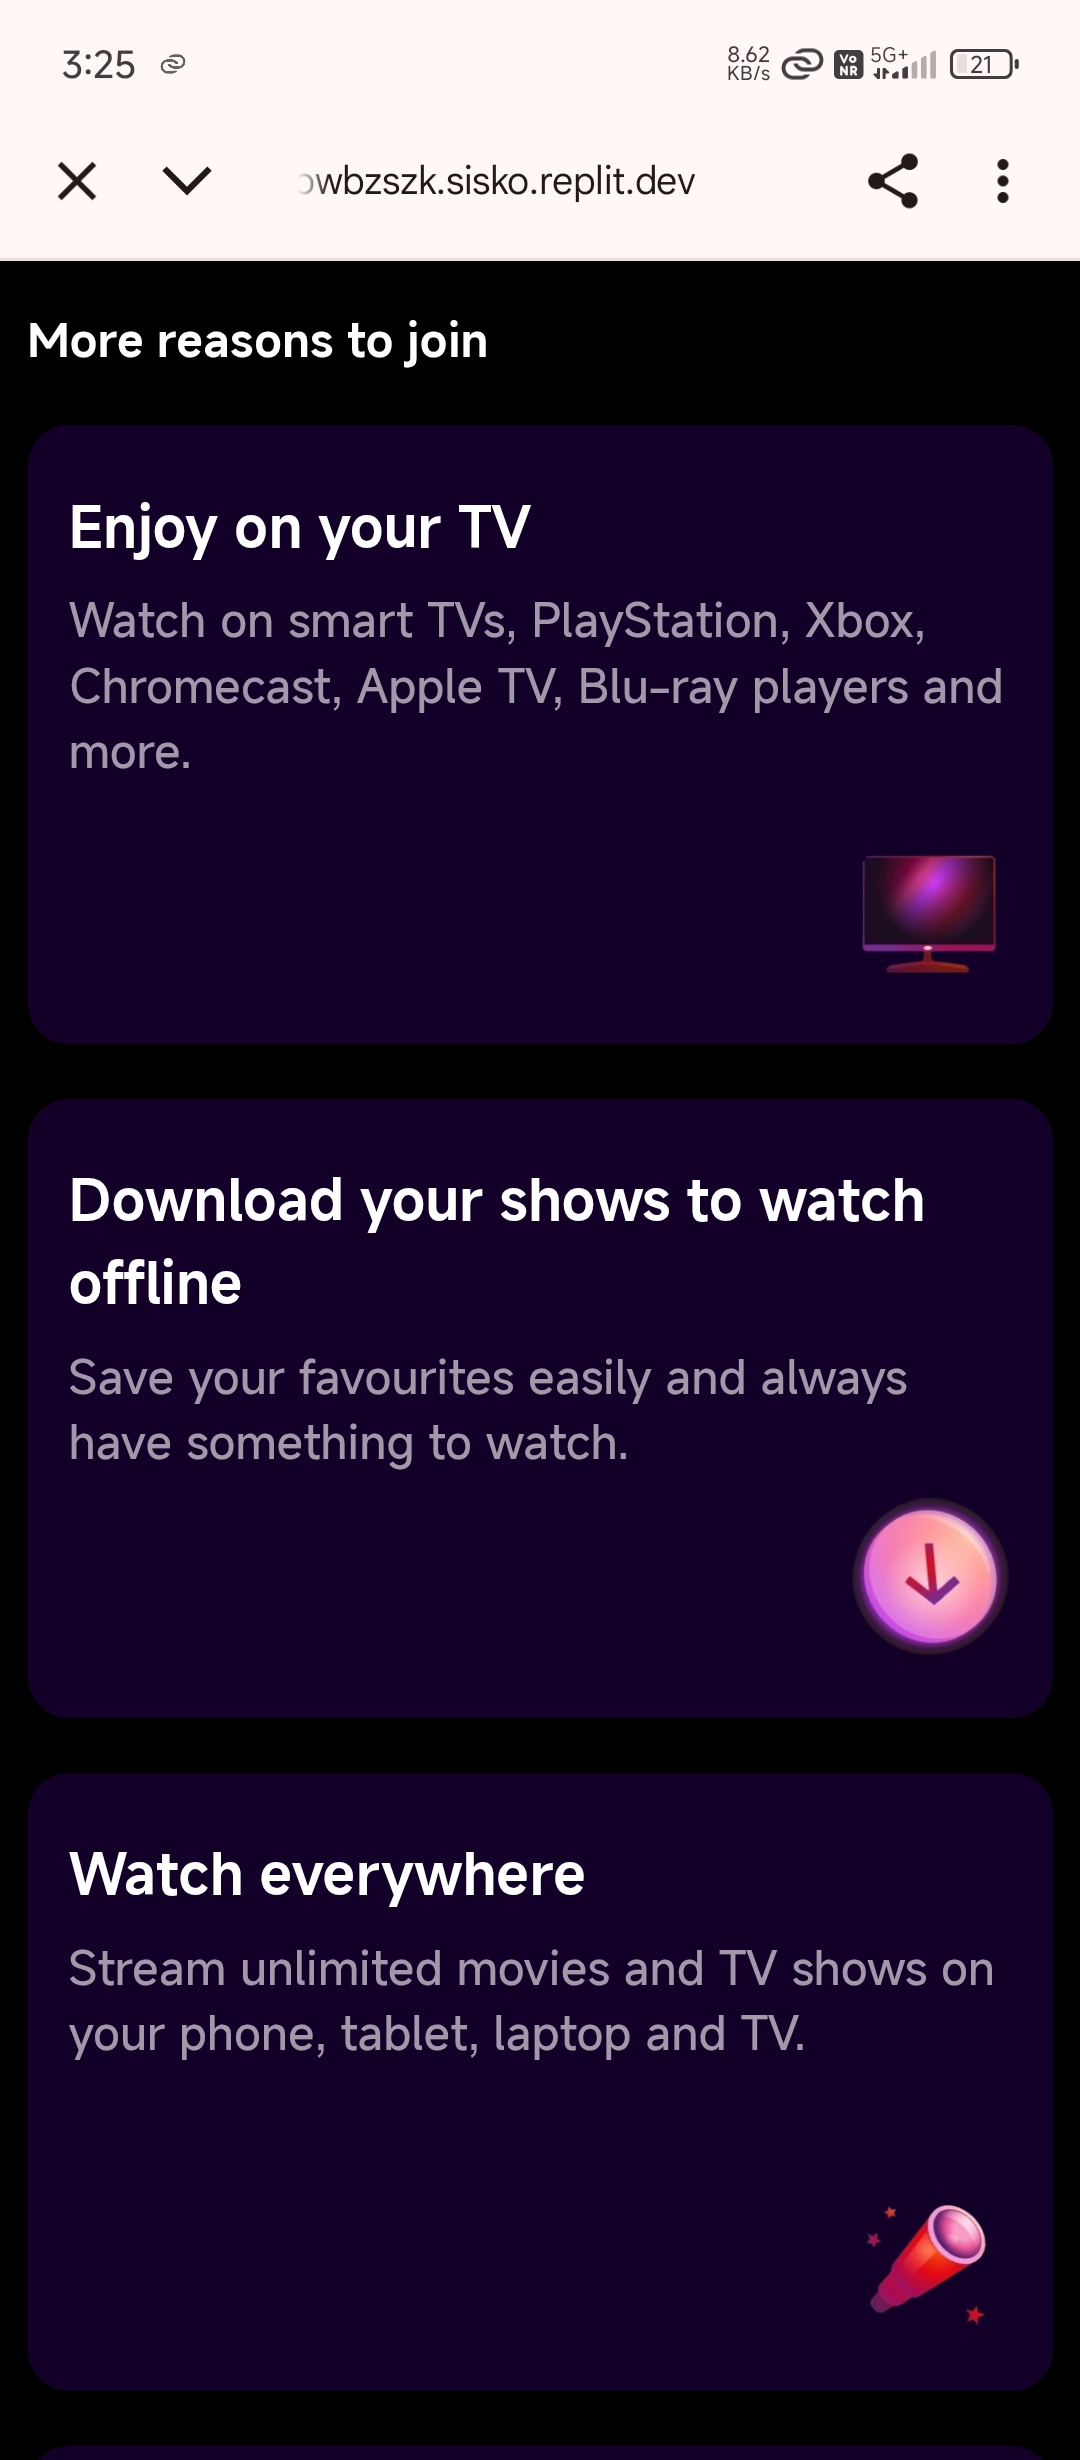 3:25
8.62
KB/s
Vo
NR
5G+
21
wbzszk.sisko.replit.dev
More reasons to join
Enjoy on your TV
Watch on smart TVs, PlayStation, Xbox,
Chromecast, Apple TV, Blu-ray players and
more.
Download your shows to watch
offline
Save your favourites easily and always
have something to watch.
Watch everywhere
Stream unlimited movies and TV shows on
your phone, tablet, laptop and TV.